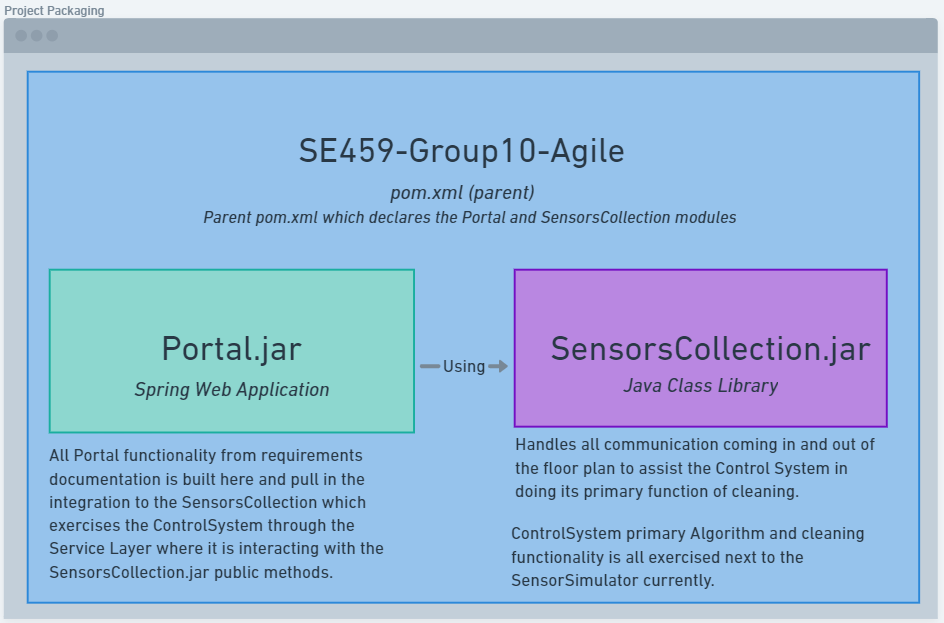 Project Packaging
SE459-Group10-Agile
pom.xml (parent)
Parent pom.xml which declares the Portal and SensorsCollection modules
Portal.jar
Spring Web Application
Using
SensorsCollection.jar
Java Class Library
All Portal functionality from requirements
documentation is built here and pull in the
integration to the SensorsCollection which
exercises the ControlSystem through the
Service Layer where it is interacting with the
SensorsCollection.jar public methods.
Handles all communication coming in and out of
the floor plan to assist the Control System in
doing its primary function of cleaning.
ControlSystem primary Algorithm and cleaning
functionality is all exercised next to the
SensorSimulator currently.